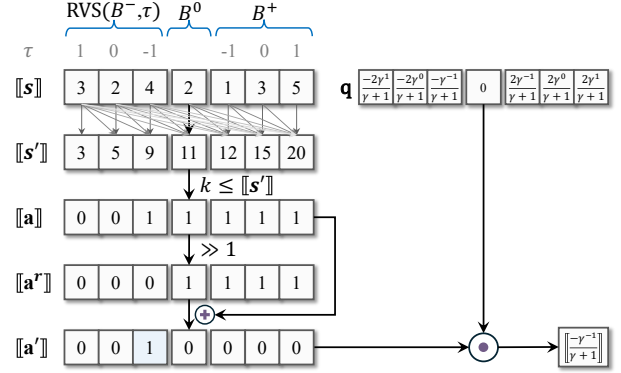 RVS(B⁻,τ) B⁰ B⁺
τ 1 0 -1 -1 0 1
⟦s⟧ 3 2 4 2 1 3 5
q −2γ¹/γ+1 −2γ⁰/γ+1 −γ⁻¹/γ+1 0 2γ⁻¹/γ+1 2γ⁰/γ+1 2γ¹/γ+1
⟦s′⟧ 3 5 9 11 12 15 20
k ≤ ⟦s′⟧
⟦a⟧ 0 0 1 1 1 1 1
≫ 1
⟦aʳ⟧ 0 0 0 1 1 1 1
+
⟦a′⟧ 0 0 1 0 0 0 0
⟦−γ⁻¹/γ+1⟧